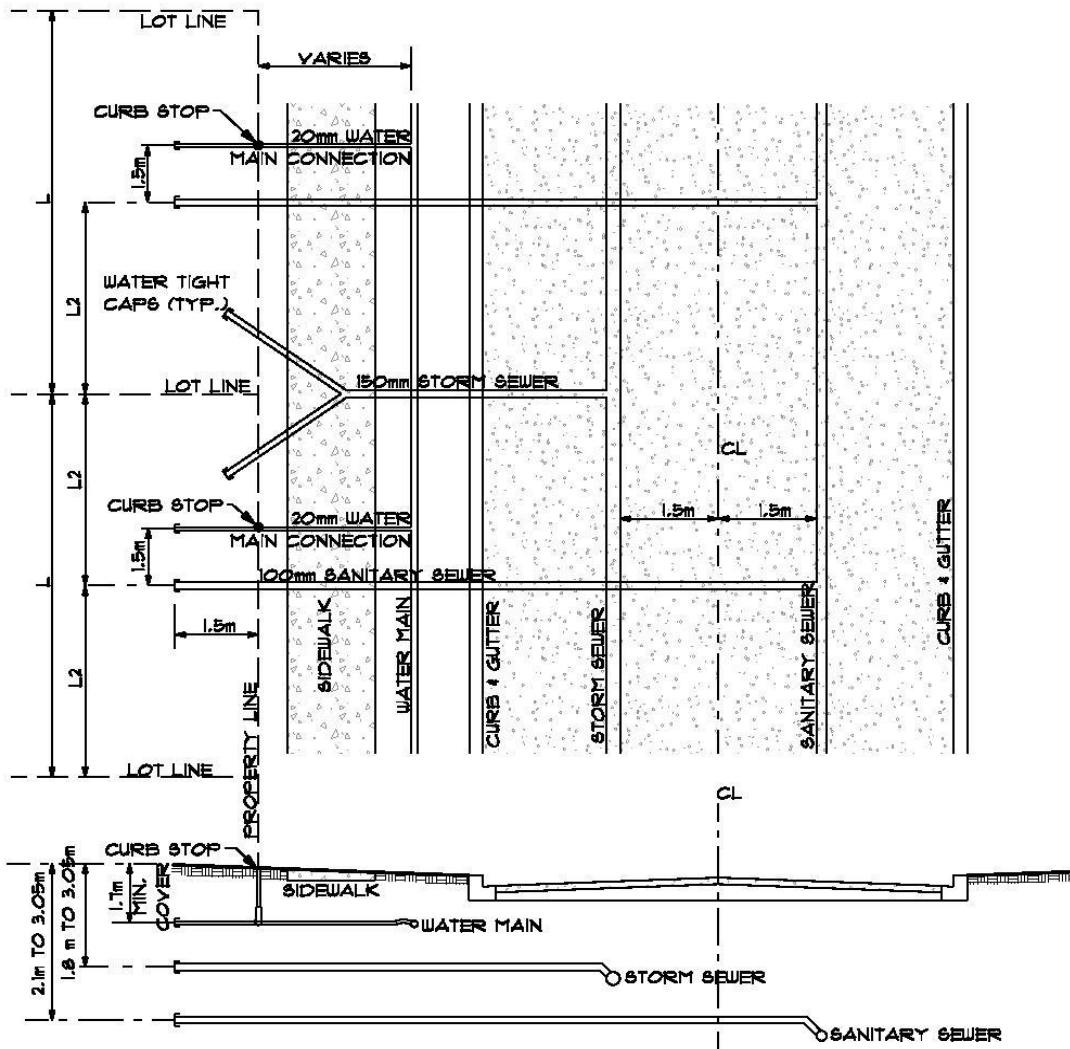 LOT LINE
VARIES
CURB STOP
20mm WATER
MAIN CONNECTION
1.5m
WATER TIGHT
CAPS (TYP.)
L2
LOT LINE
150mm STORM SEWER
CL
L2
CURB STOP
20mm WATER
MAIN CONNECTION
1.5m
1.5m
1.5m
100mm SANITARY SEWER
1.5m
L2
SIDEWALK
WATER MAIN
CURB & GUTTER
STORM SEWER
SANITARY SEWER
CURB & GUTTER
PROPERTY LINE
LOT LINE
CL
CURB STOP
SIDEWALK
1.7m
MIN.
COVER
1.8 m TO 3.05m
2.1m TO 3.05m
WATER MAIN
STORM SEWER
SANITARY SEWER